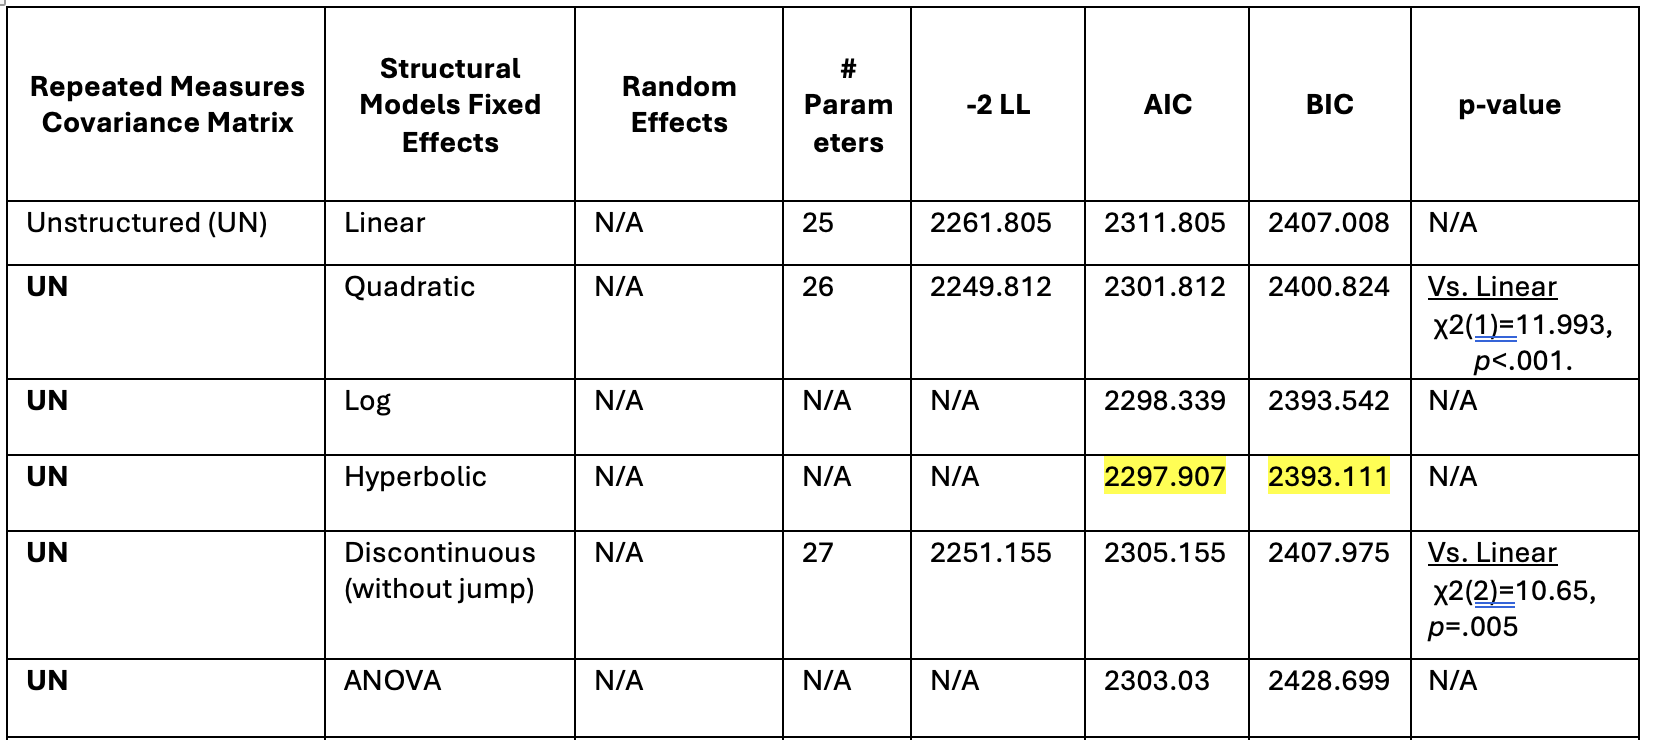 Repeated Measures
Covariance Matrix
Structural
Models Fixed
Effects
Random
Effects
#
Param
eters
-2 LL
AIC
BIC
p-value
Unstructured (UN)
Linear
N/A
25
2261.805
2311.805
2407.008
N/A
UN
Quadratic
N/A
26
2249.812
2301.812
2400.824
Vs. Linear
χ2(1)=11.993,
p<.001.
UN
Log
N/A
N/A
N/A
2298.339
2393.542
N/A
UN
Hyperbolic
N/A
N/A
N/A
2297.907
2393.111
N/A
UN
Discontinuous
(without jump)
N/A
27
2251.155
2305.155
2407.975
Vs. Linear
χ2(2)=10.65,
p=.005
UN
ANOVA
N/A
N/A
N/A
2303.03
2428.699
N/A